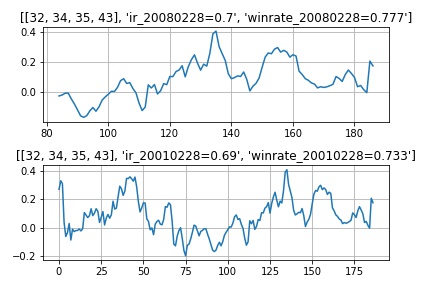 [[32, 34, 35, 43], 'ir_20080228=0.7', 'winrate_20080228=0.777']
0.4
0.2
0.0
80 100 120 140 160 180
[[32, 34, 35, 43], 'ir_20010228=0.69', 'winrate_20010228=0.733']
0.4
0.2
0.0
−0.2
0 25 50 75 100 125 150 175